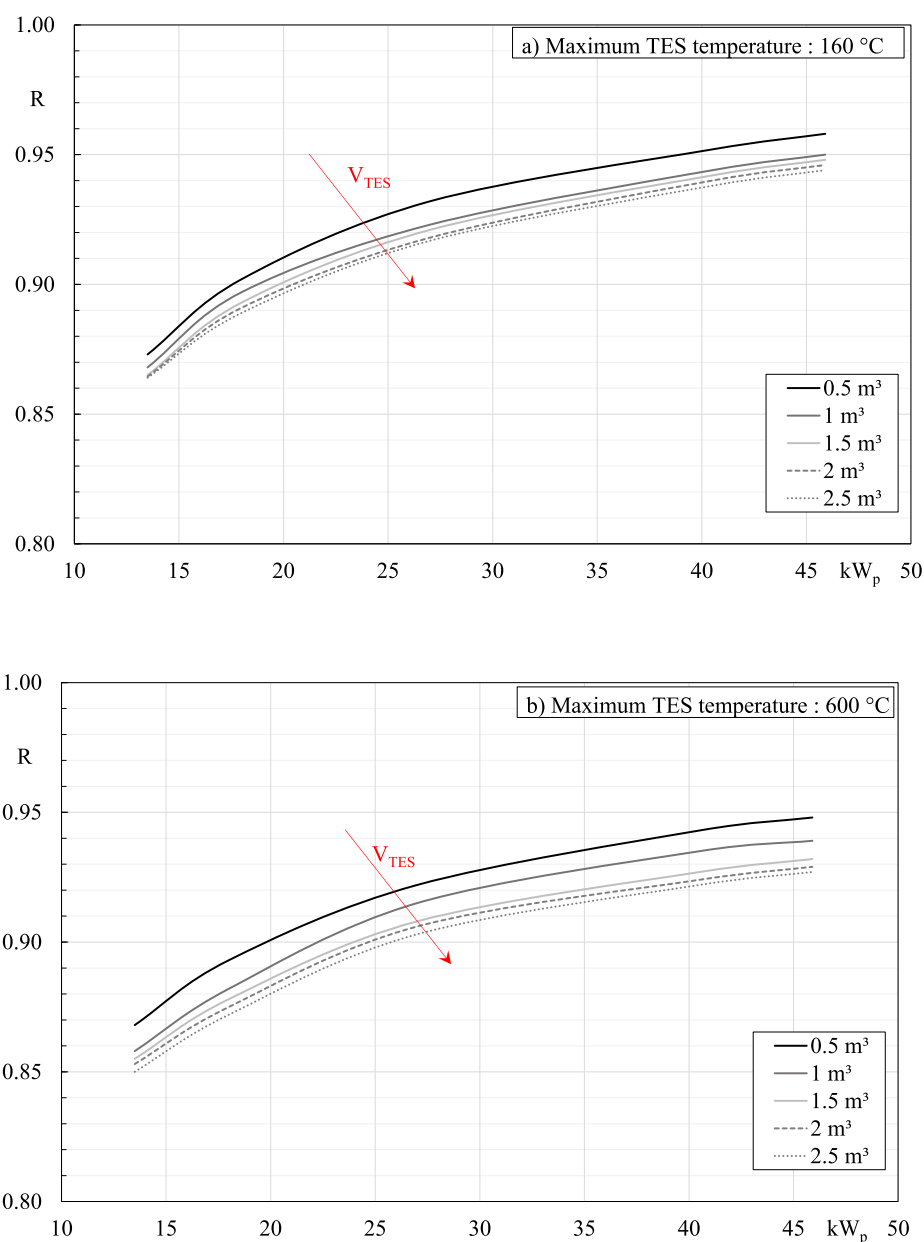 1.00
a) Maximum TES temperature : 160 °C
R
0.95
V_TES
0.90
0.5 m³
1 m³
0.85
1.5 m³
2 m³
2.5 m³
0.80
10 15 20 25 30 35 40 45 kW_p 50
1.00
b) Maximum TES temperature : 600 °C
R
0.95
V_TES
0.90
0.5 m³
1 m³
0.85
1.5 m³
2 m³
2.5 m³
0.80
10 15 20 25 30 35 40 45 kW_p 50